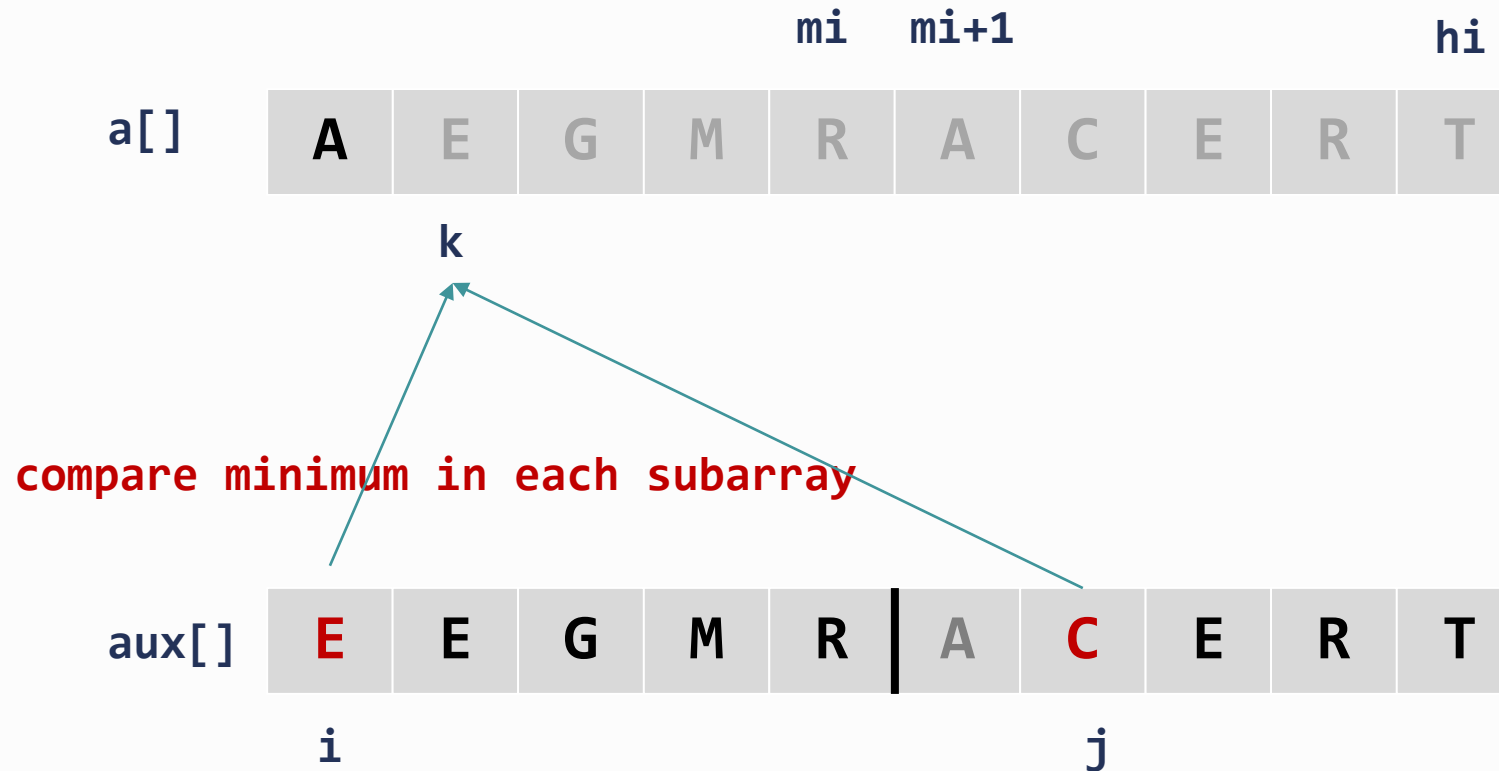 mi mi+1 hi
a[] A E G M R A C E R T
k
compare minimum in each subarray
aux[] E E G M R A C E R T
i j